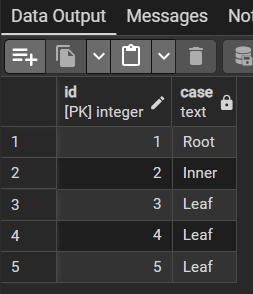 Data Output Messages
id case
[PK] integer text
1 1 Root
2 2 Inner
3 3 Leaf
4 4 Leaf
5 5 Leaf